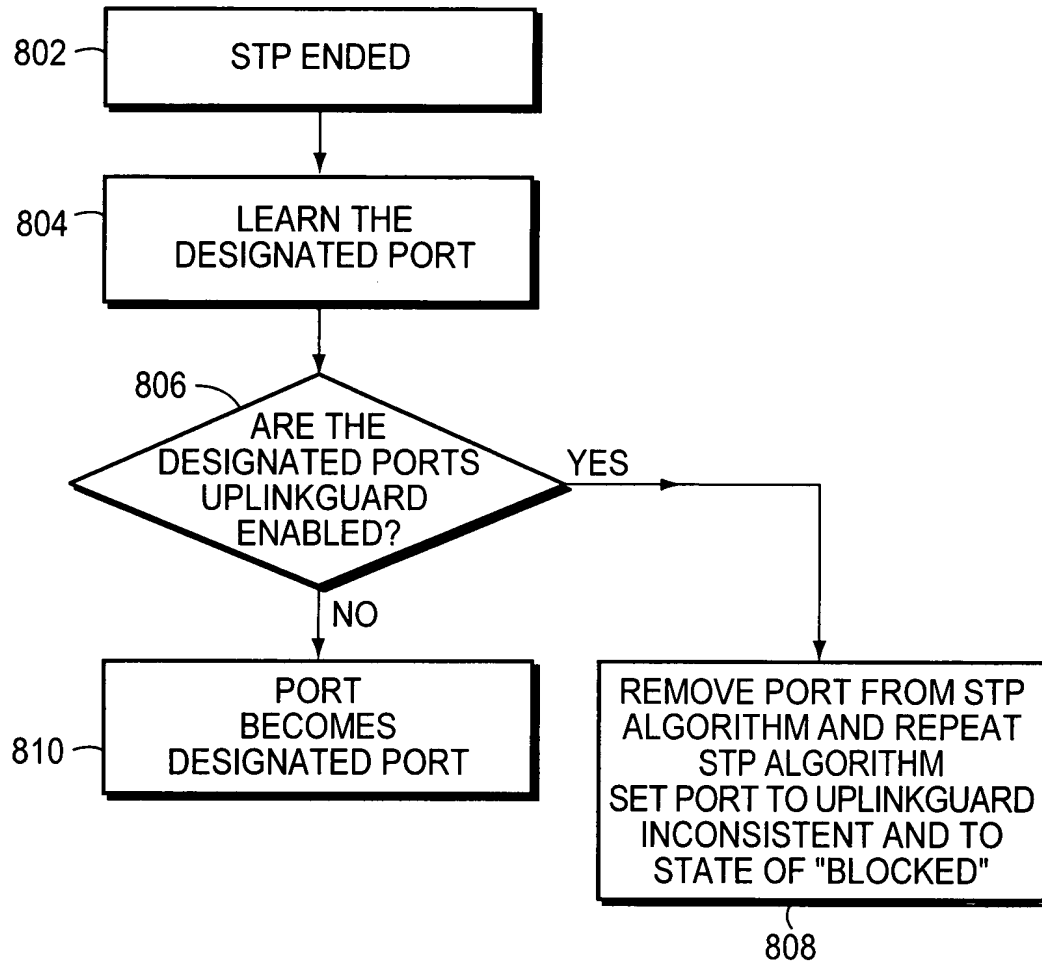 802
STP ENDED
804
LEARN THE
DESIGNATED PORT
806
ARE THE
DESIGNATED PORTS
UPLINKGUARD
ENABLED?
YES
NO
810
PORT
BECOMES
DESIGNATED PORT
REMOVE PORT FROM STP
ALGORITHM AND REPEAT
STP ALGORITHM
SET PORT TO UPLINKGUARD
INCONSISTENT AND TO
STATE OF "BLOCKED"
808